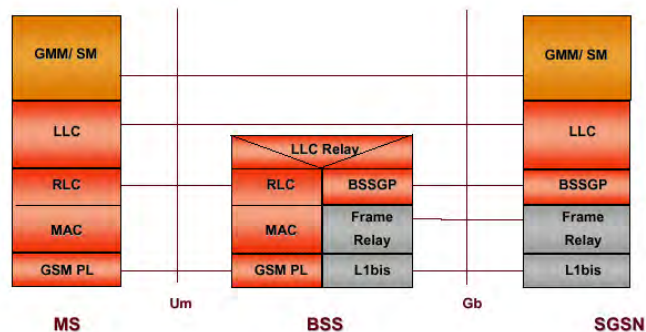 GMM/ SM
GMM/ SM
LLC
LLC
LLC Relay
RLC
RLC
BSSGP
BSSGP
MAC
MAC
Frame
Relay
Frame
Relay
GSM PL
GSM PL
L1bis
L1bis
Um
Gb
MS
BSS
SGSN